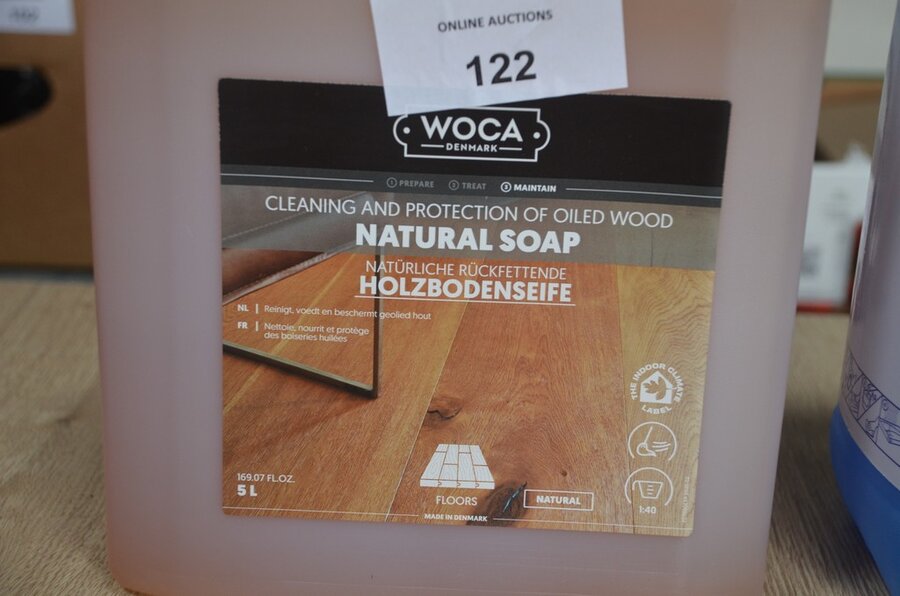 ONLINE AUCTIONS
122
WOCA
DENMARK
1 PREPARE 2 TREAT 3 MAINTAIN
CLEANING AND PROTECTION OF OILED WOOD
NATURAL SOAP
NATÜRLICHE RÜCKFETTENDE
HOLZBODENSEIFE
NL | Reinigt, voedt en beschermt geolied hout
FR | Nettoie, nourrit et protège
des boiseries huilées
THE INDOOR CLIMATE
LABEL
169.07 FL.OZ.
5 L
FLOORS
NATURAL
1:40
MADE IN DENMARK